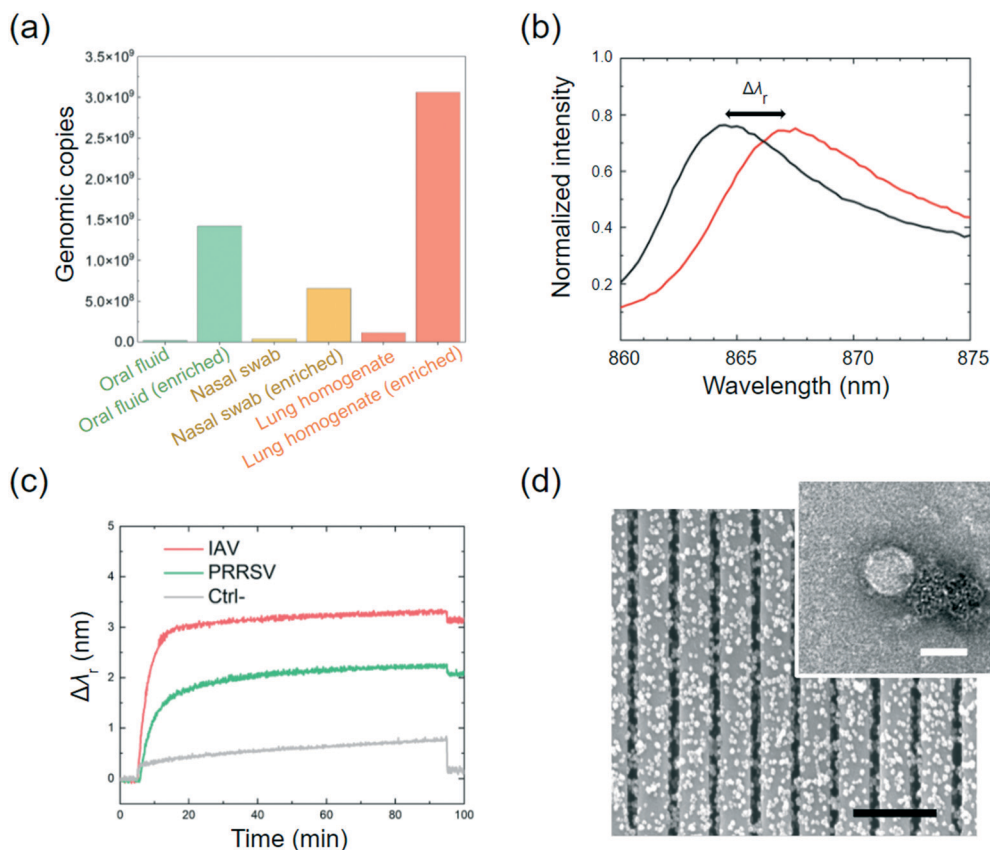 (a)
3.5×10⁹
3.0×10⁹
2.5×10⁹
2.0×10⁹
1.5×10⁹
1.0×10⁹
5.0×10⁸
0.0
Genomic copies
Oral fluid
Oral fluid (enriched)
Nasal swab
Nasal swab (enriched)
Lung homogenate
Lung homogenate (enriched)
(b)
1.0
0.8
0.6
0.4
0.2
Normalized intensity
Δλr
860 865 870 875
Wavelength (nm)
(c)
5
4
3
2
1
0
Δλr (nm)
IAV
PRRSV
Ctrl-
0 20 40 60 80 100
Time (min)
(d)